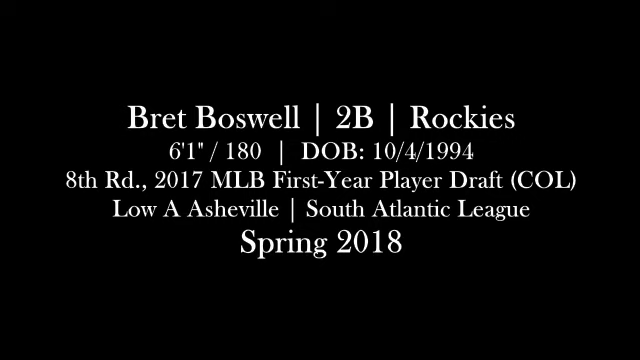 Bret Boswell | 2B | Rockies
6'1" / 180 | DOB: 10/4/1994
8th Rd., 2017 MLB First-Year Player Draft (COL)
Low A Asheville | South Atlantic League
Spring 2018